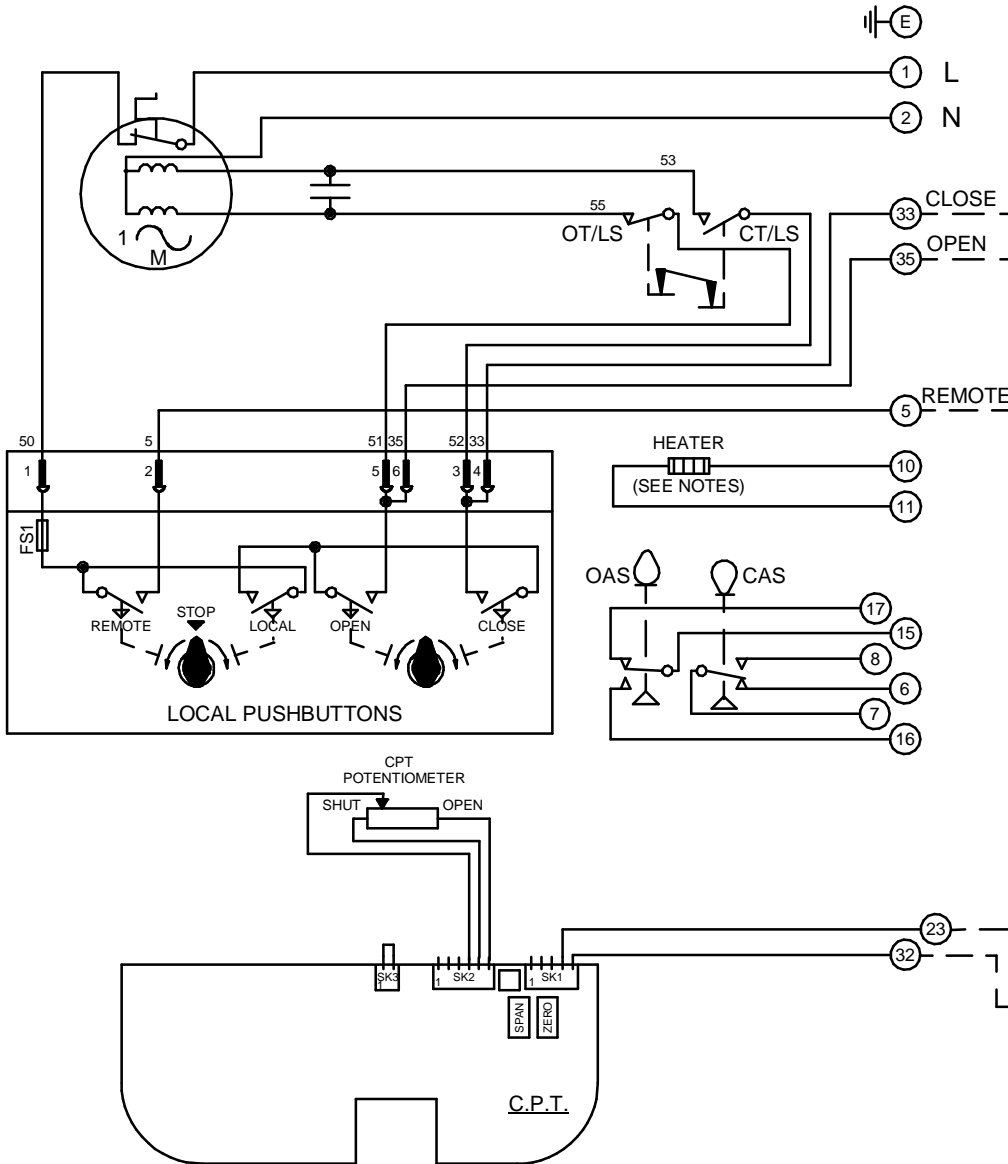 E
1 L
2 N
53
33 CLOSE
55
OT/LS CT/LS
1
M
35 OPEN
5 REMOTE
50 5 51 35 52 33
1 2 5 6 3 4
HEATER
(SEE NOTES)
10
11
FS1
REMOTE STOP LOCAL OPEN CLOSE
LOCAL PUSHBUTTONS
OAS CAS
17
15
8
6
7
16
CPT
POTENTIOMETER
SHUT OPEN
23
32
SK3 SK2 SK1
1 1 1
SPAN ZERO
C.P.T.